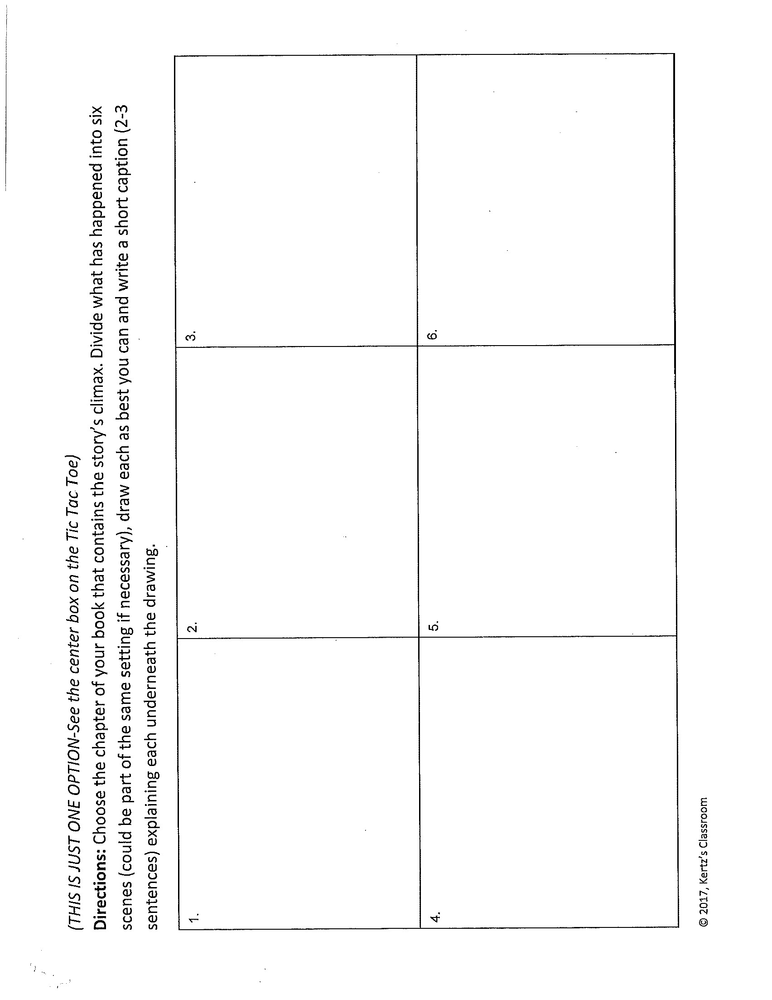 (THIS IS JUST ONE OPTION-See the center box on the Tic Tac Toe)
Directions: Choose the chapter of your book that contains the story's climax. Divide what has happened into six
scenes (could be part of the same setting if necessary), draw each as best you can and write a short caption (2-3
sentences) explaining each underneath the drawing.
1.
2.
3.
4.
5.
6.
© 2017, Kertz's Classroom